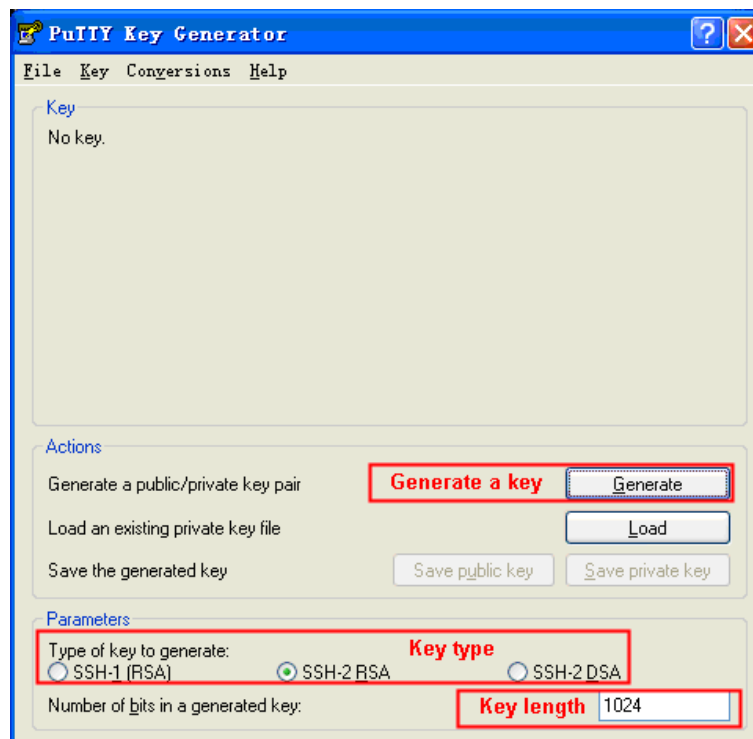 PuTTY Key Generator
File Key Conversions Help
Key
No key.
Actions
Generate a public/private key pair Generate a key Generate
Load an existing private key file Load
Save the generated key Save public key Save private key
Parameters
Type of key to generate: Key type
SSH-1 (RSA) SSH-2 RSA SSH-2 DSA
Number of bits in a generated key: Key length 1024